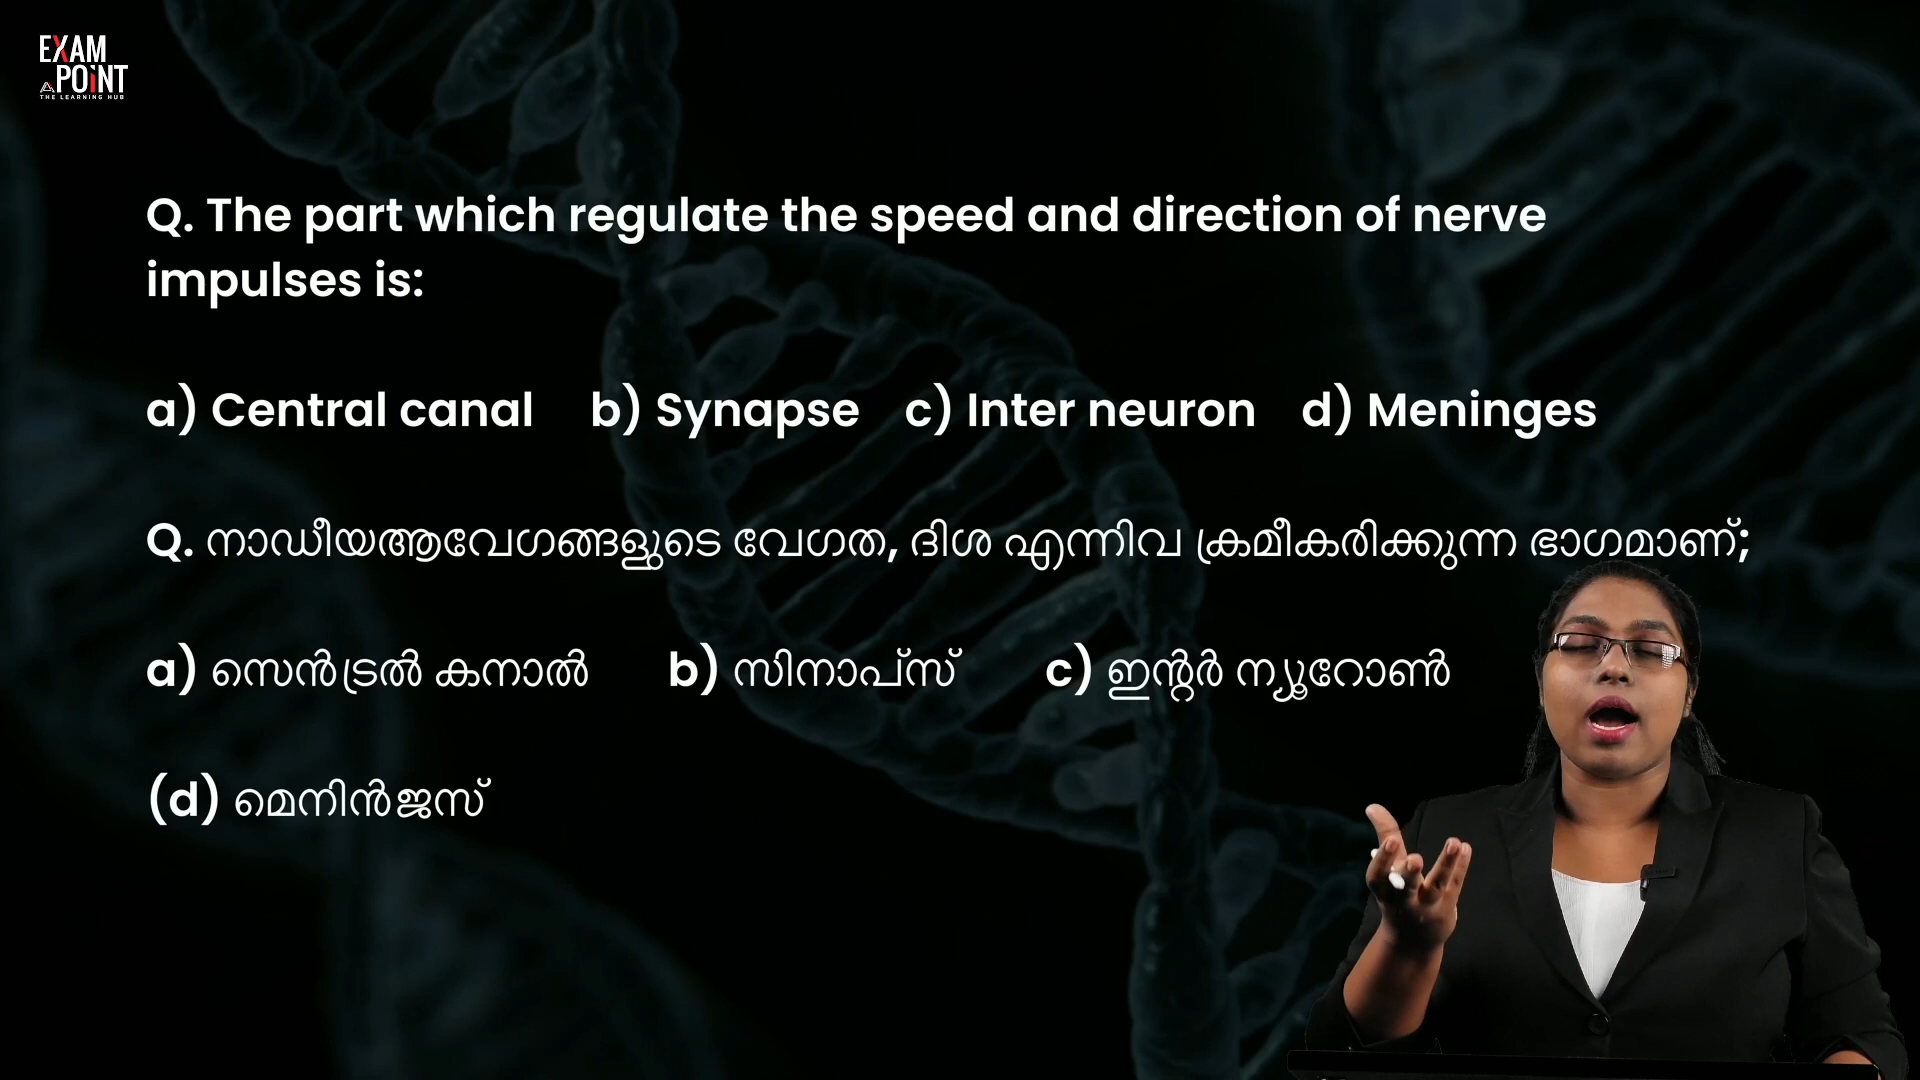 EXAM
POINT
THE LEARNING HUB
Q. The part which regulate the speed and direction of nerve
impulses is:
a) Central canal b) Synapse c) Inter neuron d) Meninges
Q. നാഡീയആവേഗങ്ങളുടെ വേഗത, ദിശ എന്നിവ ക്രമീകരിക്കുന്ന ഭാഗമാണ്;
a) സെൻട്രൽ കനാൽ b) സിനാപ്സ് c) ഇന്റർ ന്യൂറോൺ
(d) മെനിൻജസ്